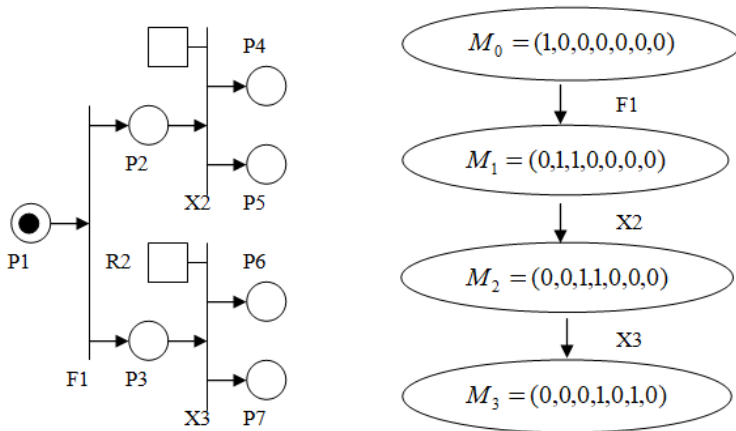 P4
P2
X2
P5
P1
R2
P6
F1
P3
X3
P7
M₀ = (1,0,0,0,0,0,0)
F1
M₁ = (0,1,1,0,0,0,0)
X2
M₂ = (0,0,1,1,0,0,0)
X3
M₃ = (0,0,0,1,0,1,0)